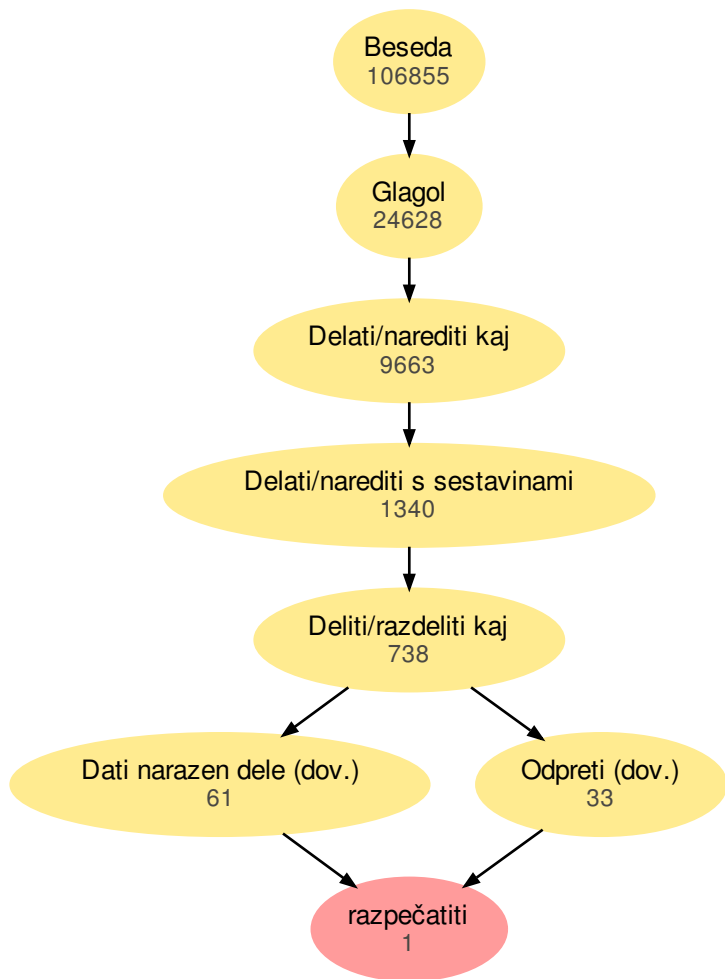 Beseda
106855
Glagol
24628
Delati/narediti kaj
9663
Delati/narediti s sestavinami
1340
Deliti/razdeliti kaj
738
Dati narazen dele (dov.)
61
Odpreti (dov.)
33
razpečatiti
1